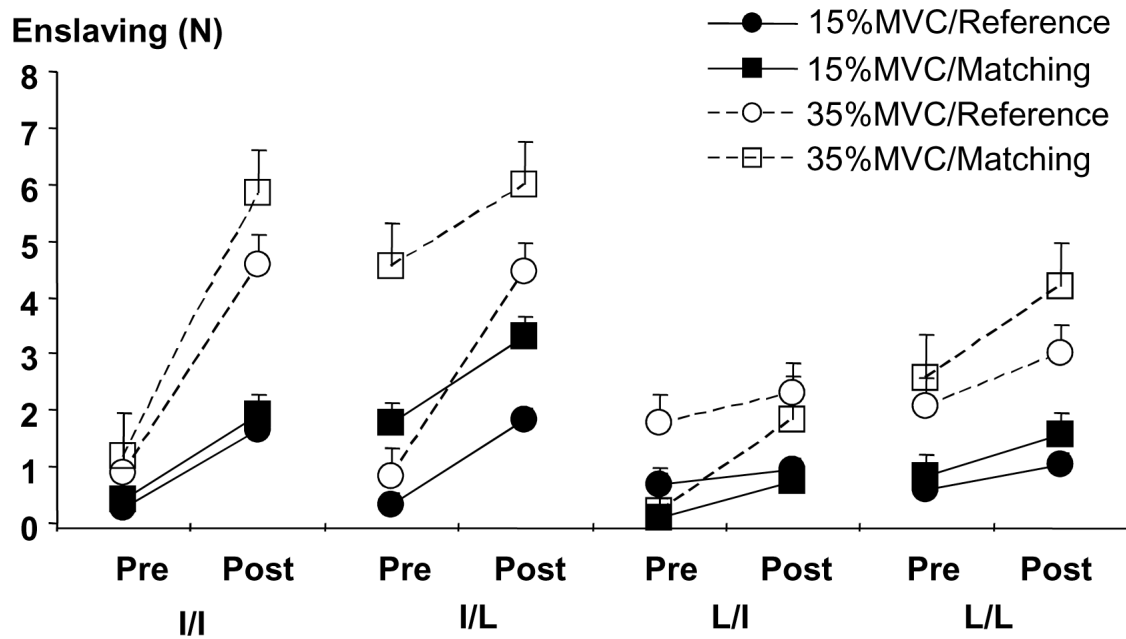 Enslaving (N)
15%MVC/Reference
15%MVC/Matching
35%MVC/Reference
35%MVC/Matching
8
7
6
5
4
3
2
1
0
Pre Post Pre Post Pre Post Pre Post
I/I I/L L/I L/L